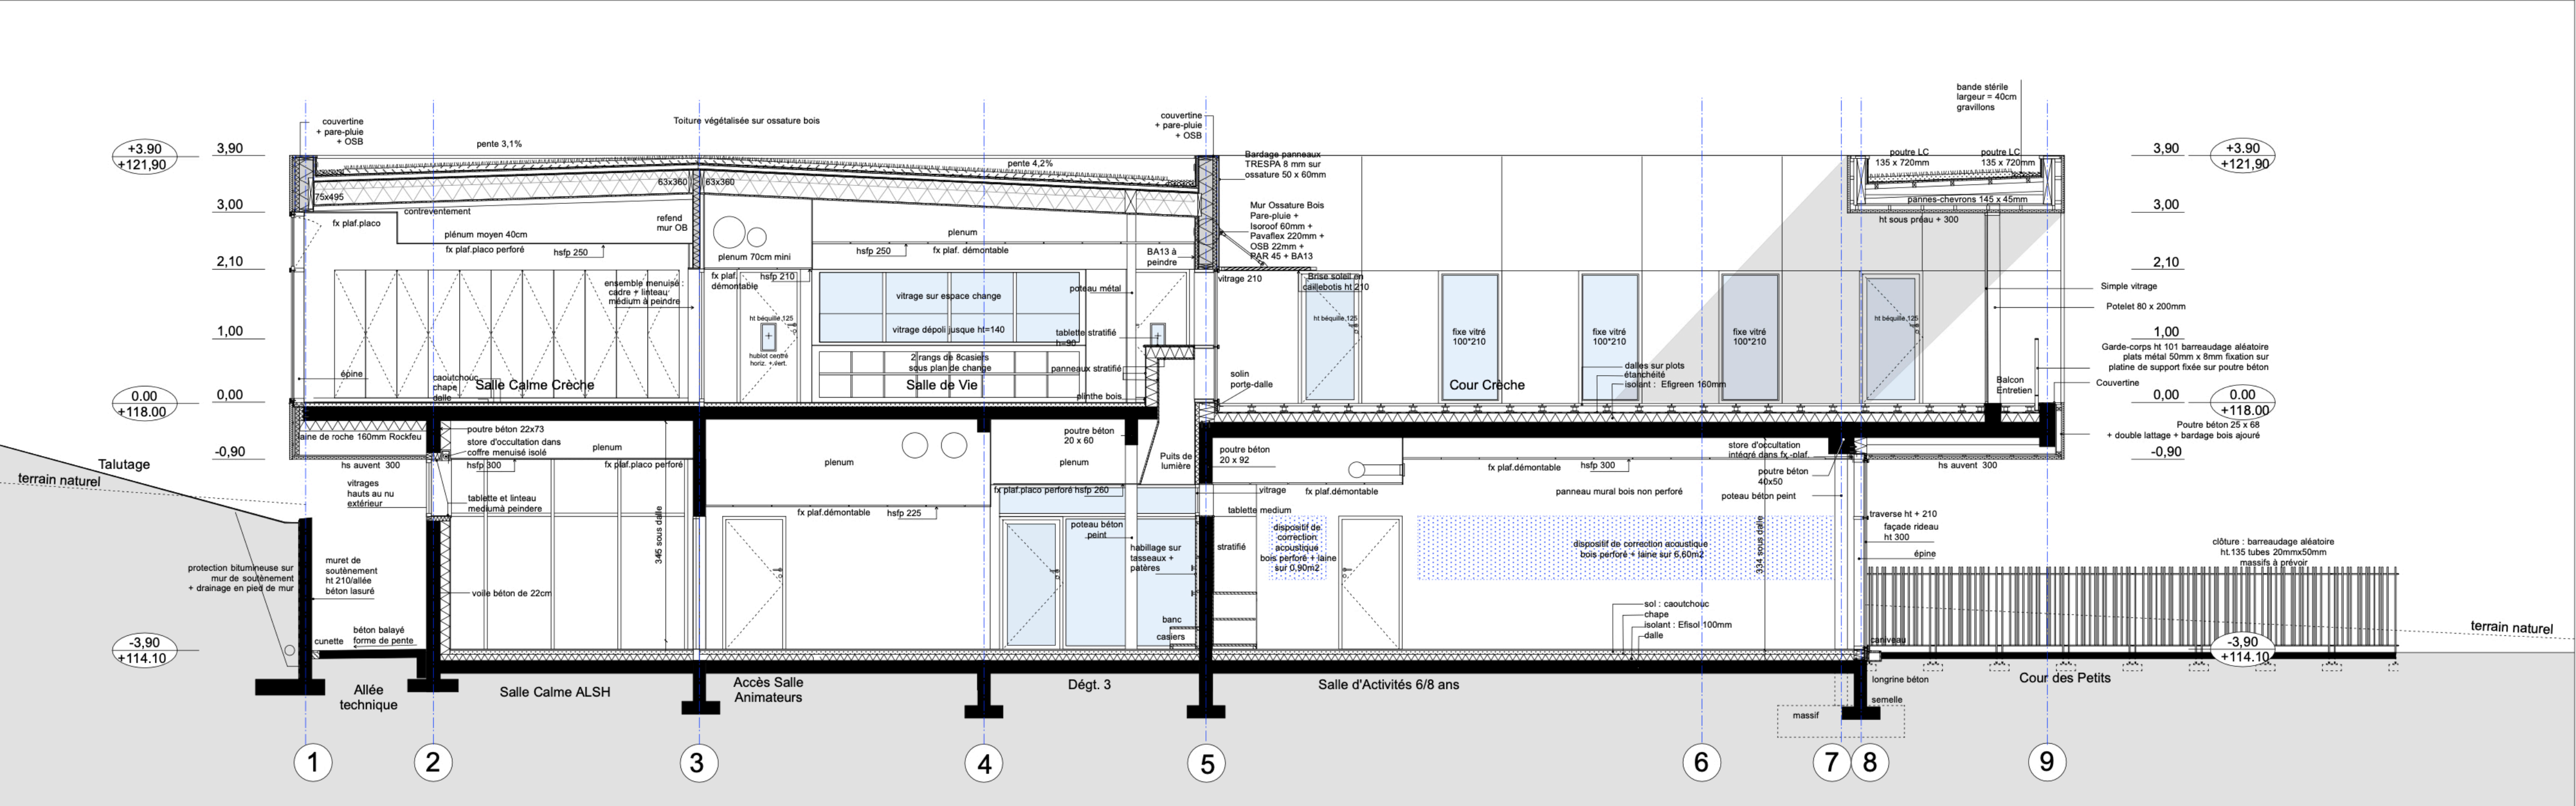 bande stérile
largeur = 40cm
gravillons
couvertine
+ pare-pluie
+ OSB
Toiture végétalisée sur ossature bois
couvertine
+ pare-pluie
+ OSB
pente 3,1%
pente 4,2%
+3.90
+121,90
3,90
3,00
2,10
1,00
0.00
+118.00
0,00
-0,90
75x495
63x360
63x360
contreventement
fx plaf.placo
plénum moyen 40cm
fx plaf.placo perforé
hsfp 250
refend
mur OB
plenum 70cm mini
fx plaf.
démontable
hsfp 210
plenum
hsfp 250
fx plaf. démontable
BA13 à
peindre
ensemble menuisé :
cadre + linteau
médium à peindre
ht béquille,125
hublot centré
horiz. + vert.
vitrage sur espace change
vitrage dépoli jusque ht=140
2 rangs de 8casiers
sous plan de change
poteau métal
tablette stratifié
h=90
panneaux stratifié
plinthe bois
épine
caoutchouc
chape
dalle
Salle Calme Crèche
Salle de Vie
Bardage panneaux
TRESPA 8 mm sur
ossature 50 x 60mm
Mur Ossature Bois
Pare-pluie +
Isoroof 60mm +
Pavaflex 220mm +
OSB 22mm +
PAR 45 + BA13
vitrage 210
Brise soleil en
caillebotis ht 210
ht béquille,125
fixe vitré
100*210
fixe vitré
100*210
fixe vitré
100*210
ht béquille,125
solin
porte-dalle
Cour Crèche
dalles sur plots
étanchéité
isolant : Efigreen 160mm
poutre LC
135 x 720mm
poutre LC
135 x 720mm
pannes-chevrons 145 x 45mm
ht sous préau + 300
Balcon
Entretien
3,90
+3.90
+121,90
3,00
2,10
Simple vitrage
Potelet 80 x 200mm
1,00
Garde-corps ht 101 barreaudage aléatoire
plats métal 50mm x 8mm fixation sur
platine de support fixée sur poutre béton
Couvertine
0,00
0.00
+118.00
Poutre béton 25 x 68
+ double lattage + bardage bois ajouré
-0,90
Talutage
terrain naturel
aine de roche 160mm Rockfeu
hs auvent 300
vitrages
hauts au nu
extérieur
poutre béton 22x73
store d'occultation dans
coffre menuisé isolé
hsfp 300
plenum
fx plaf.placo perforé
tablette et linteau
mediumà peindere
345 sous dalle
voile béton de 22cm
protection bitumineuse sur
mur de soutènement
+ drainage en pied de mur
muret de
soutènement
ht 210/allée
béton lasuré
cunette
béton balayé
forme de pente
plenum
fx plaf.démontable
hsfp 225
poutre béton
20 x 60
plenum
fx plaf.placo perforé hsfp 260
Puits de
lumière
poteau béton
peint
habillage sur
tasseaux +
patères
banc
casiers
poutre béton
20 x 92
vitrage
fx plaf.démontable
tablette medium
stratifié
dispositif de
correction
acoustique
bois perforé + laine
sur 0,90m2
fx plaf.démontable
hsfp 300
panneau mural bois non perforé
dispositif de correction acoustique
bois perforé + laine sur 6,60m2
store d'occultation
intégré dans fx.-plaf.
poutre béton
40x50
poteau béton peint
334 sous dalle
sol : caoutchouc
chape
isolant : Efisol 100mm
dalle
hs auvent 300
traverse ht + 210
façade rideau
ht 300
épine
clôture : barreaudage aléatoire
ht.135 tubes 20mmx50mm
massifs à prévoir
caniveau
terrain naturel
-3,90
+114.10
-3,90
+114.10
Allée
technique
Salle Calme ALSH
Accès Salle
Animateurs
Dégt. 3
Salle d'Activités 6/8 ans
longrine béton
semelle
massif
Cour des Petits
1
2
3
4
5
6
7
8
9